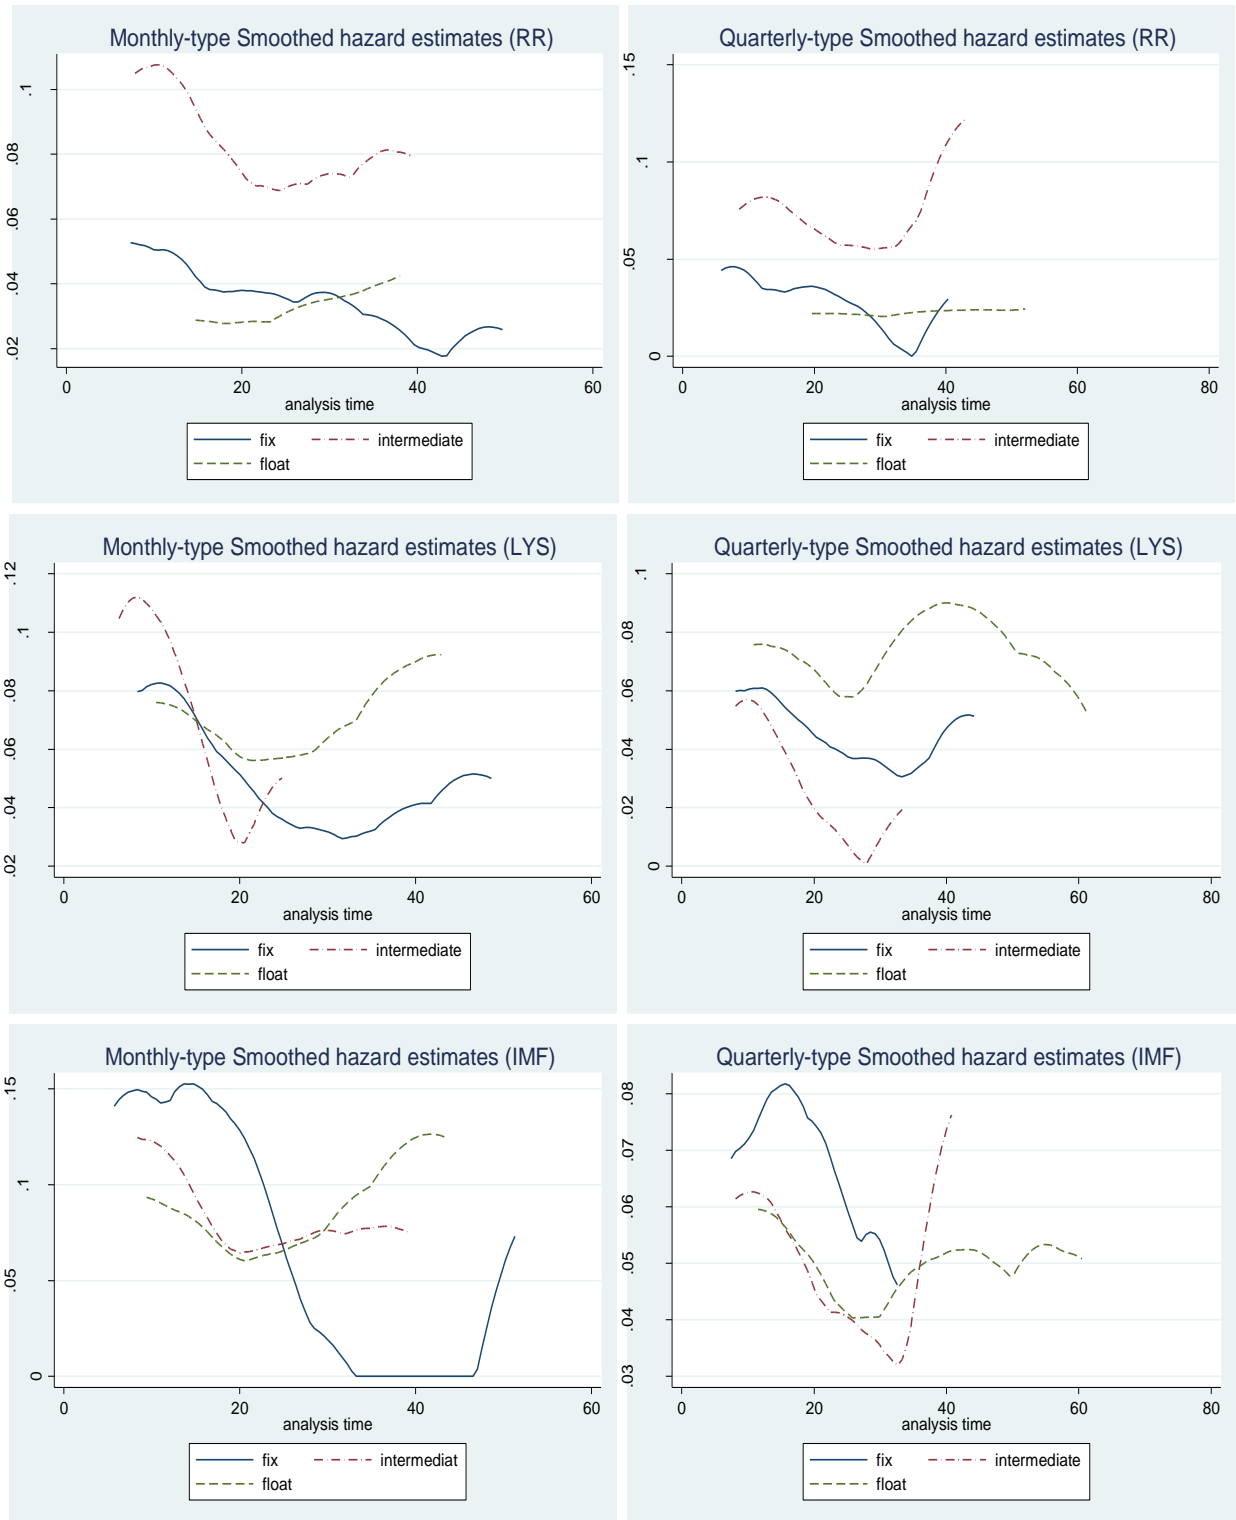 Monthly-type Smoothed hazard estimates (RR)
.1
.08
.06
.04
.02
0 20 40 60
analysis time
fix intermediate
float
Quarterly-type Smoothed hazard estimates (RR)
.15
.1
.05
0
0 20 40 60 80
analysis time
fix intermediate
float
Monthly-type Smoothed hazard estimates (LYS)
.12
.1
.08
.06
.04
.02
0 20 40 60
analysis time
fix intermediate
float
Quarterly-type Smoothed hazard estimates (LYS)
.1
.08
.06
.04
.02
0
0 20 40 60 80
analysis time
fix intermediate
float
Monthly-type Smoothed hazard estimates (IMF)
.15
.1
.05
0
0 20 40 60
analysis time
fix intermediat
float
Quarterly-type Smoothed hazard estimates (IMF)
.08
.07
.06
.05
.04
.03
0 20 40 60 80
analysis time
fix intermediate
float